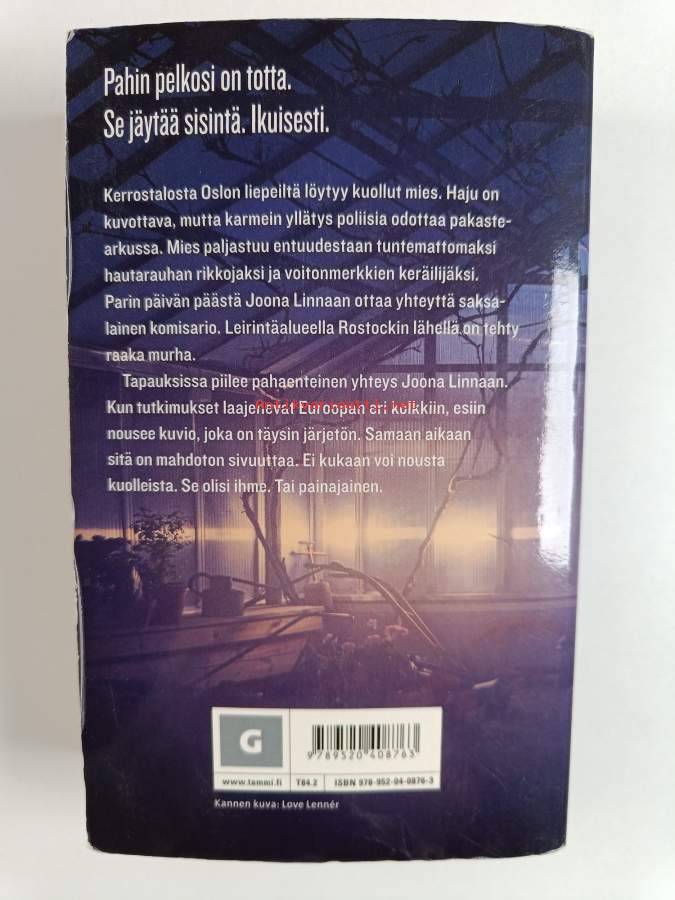 Pahin pelkosi on totta.
Se jäytää sisintä. Ikuisesti.
Kerrostalosta Oslon liepeiltä löytyy kuollut mies. Haju on
kuvottava, mutta karmein yllätys poliisia odottaa pakaste-
arkussa. Mies paljastuu entuudestaan tuntemattomaksi
hautarauhan rikkojaksi ja voitonmerkkien keräilijäksi.
Parin päivän päästä Joona Linnaan ottaa yhteyttä saksa-
lainen komisario. Leirintäalueella Rostockin lähellä on tehty
raaka murha.
Tapauksissa piilee pahaenteinen yhteys Joona Linnaan.
Kun tutkimukset laajenevat Euroopan eri kolkkiin, esiin
nousee kuvio, joka on täysin järjetön. Samaan aikaan
sitä on mahdoton sivuuttaa. Ei kukaan voi nousta
kuolleista. Se olisi ihme. Tai painajainen.
G
9 789520 408763
www.tammi.fi T84.2 ISBN 978-952-04-0876-3
Kannen kuva: Love Lennér